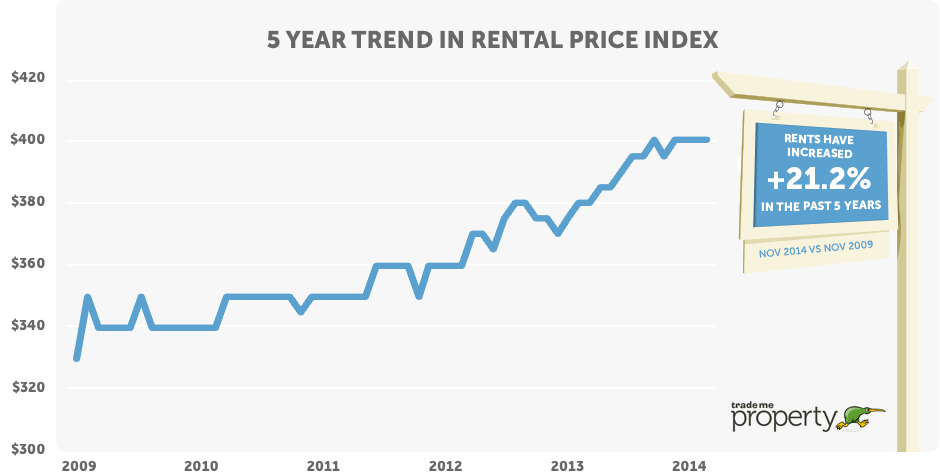 5 YEAR TREND IN RENTAL PRICE INDEX
$420
$400
$380
$360
$340
$320
$300
2009 2010 2011 2012 2013 2014
RENTS HAVE
INCREASED
+21.2%
IN THE PAST 5 YEARS
NOV 2014 VS NOV 2009
trade me
property